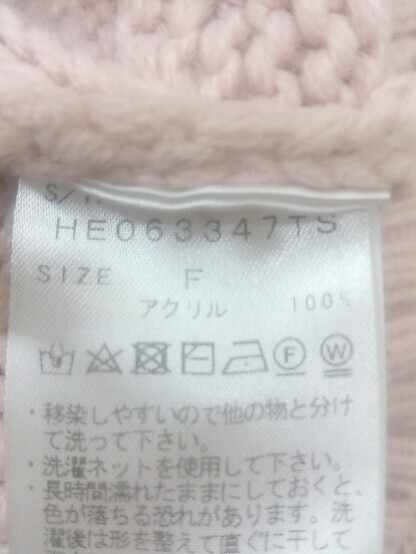 HE063347TS
SIZE F
アクリル 100%
F W
・移染しやすいので他の物と分け
て洗って下さい。
・洗濯ネットを使用して下さい。
・長時間濡れたままにしておくと、
色が落ちる恐れがあります。洗
濯後は形を整えて直ぐに干して